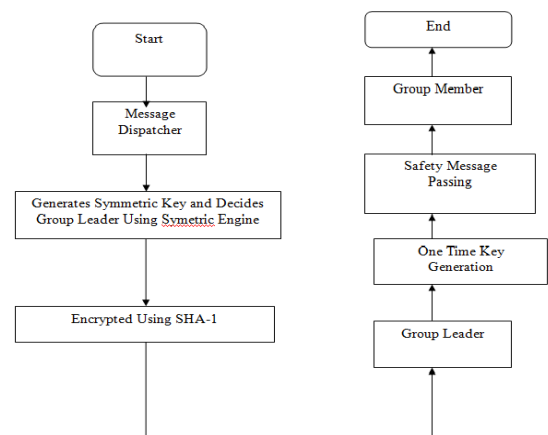 Start
Message
Dispatcher
Generates Symmetric Key and Decides
Group Leader Using Symetric Engine
Encrypted Using SHA-1
End
Group Member
Safety Message
Passing
One Time Key
Generation
Group Leader